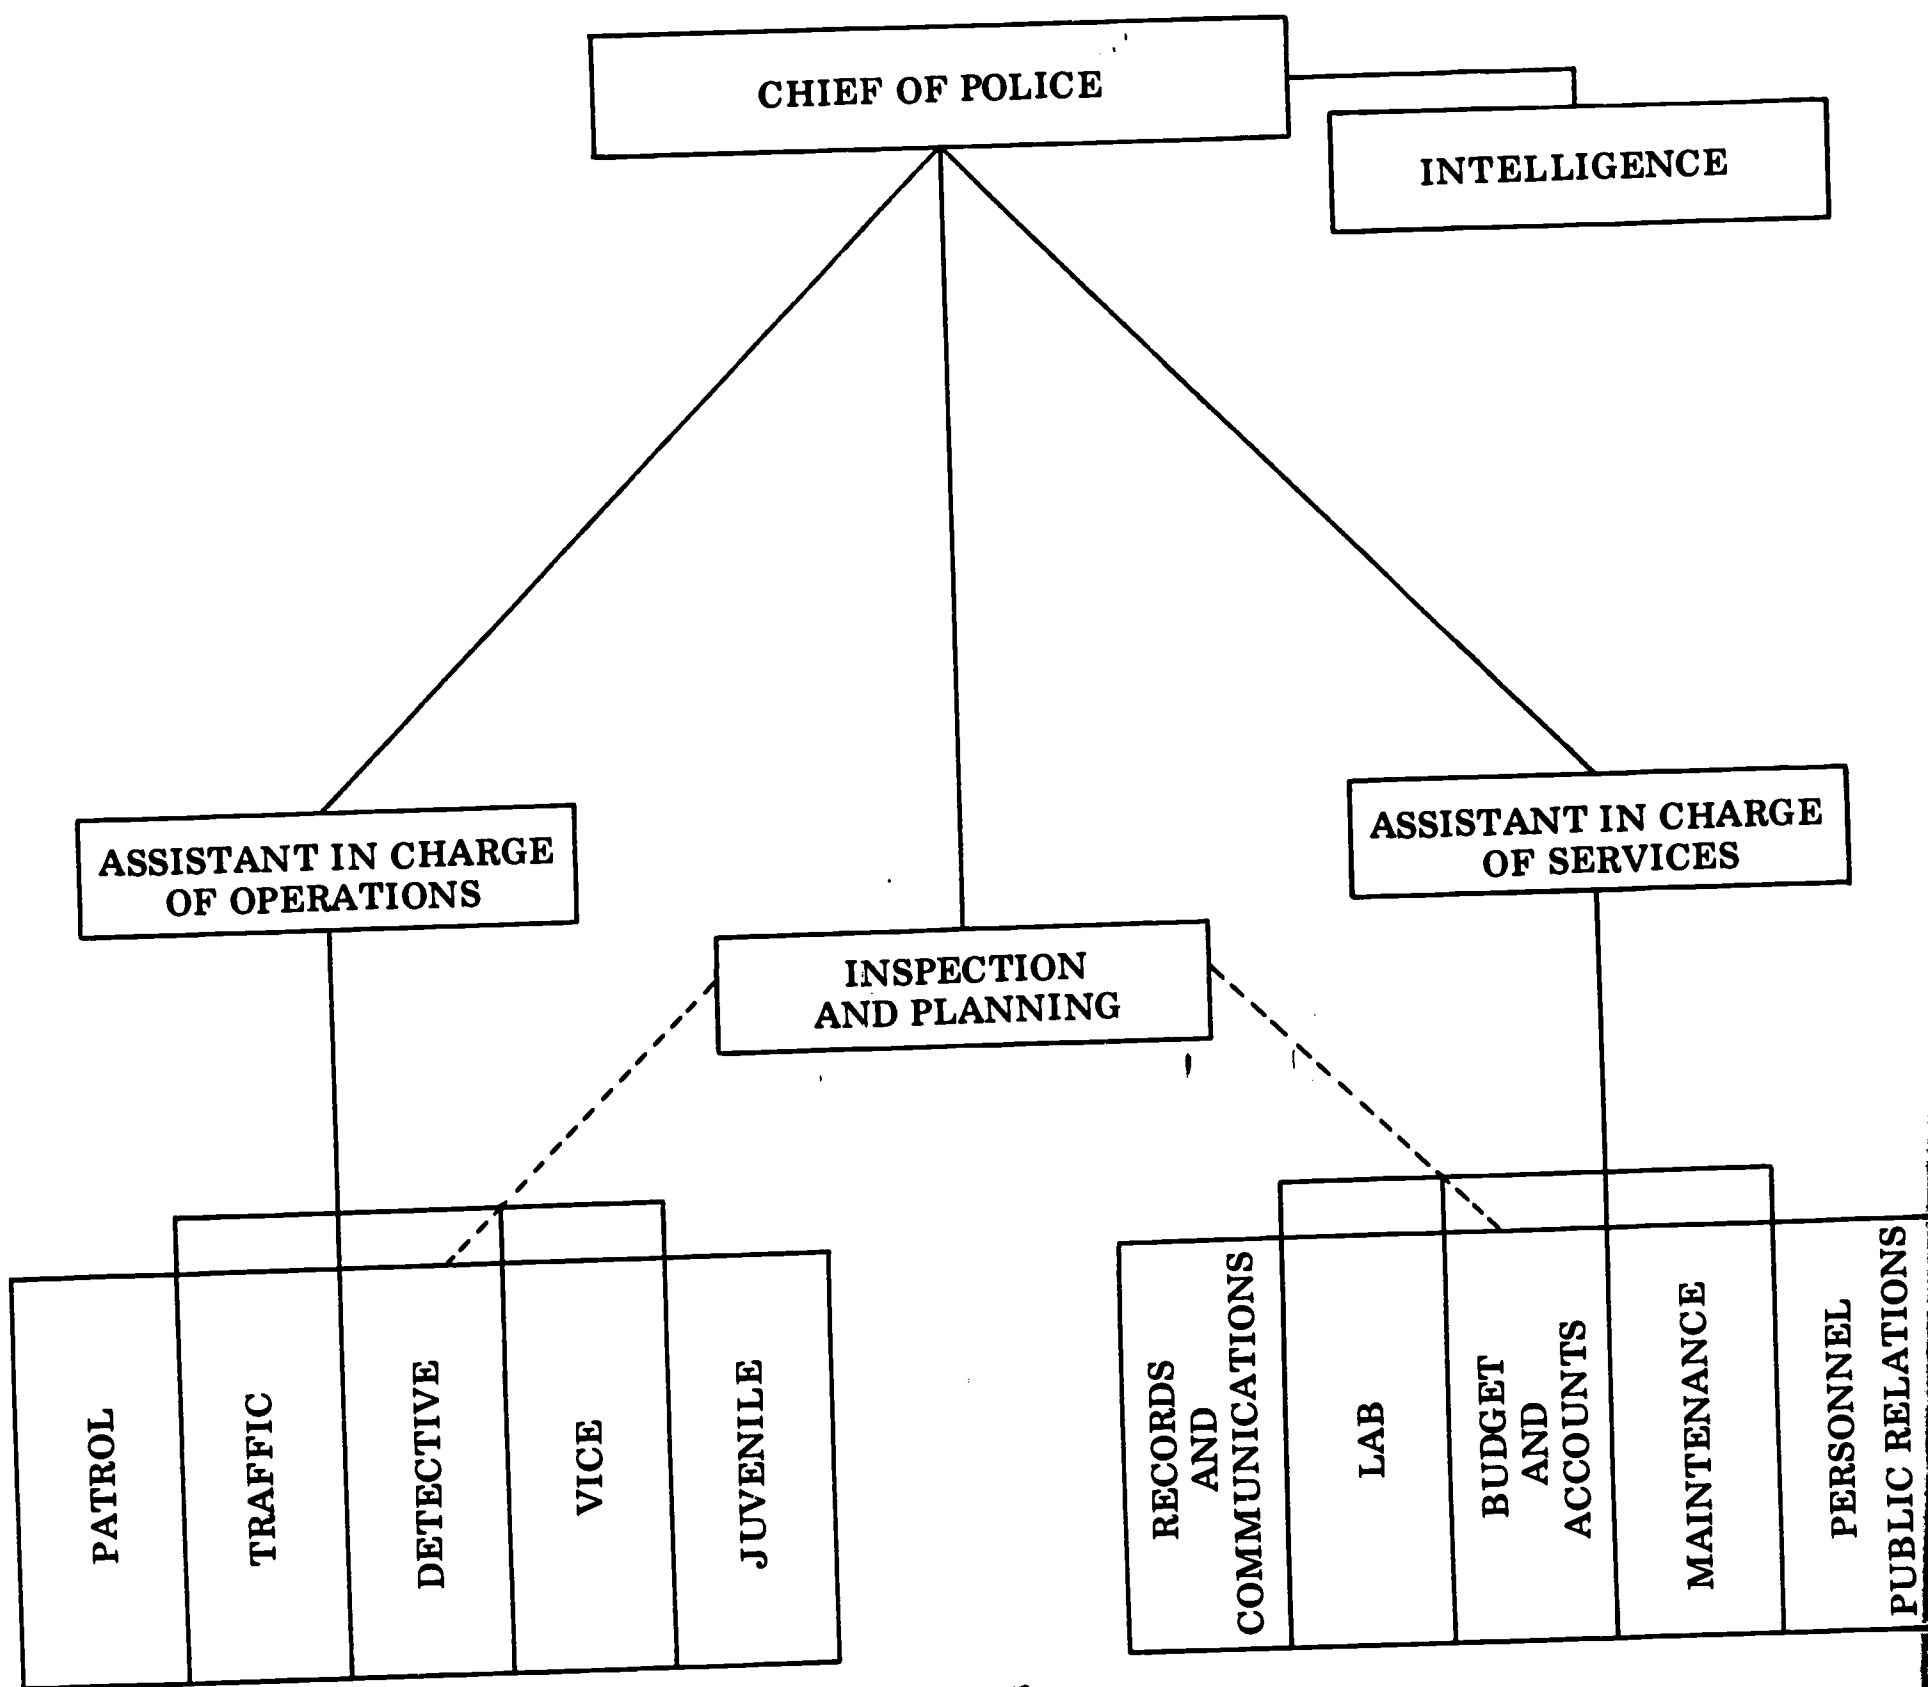 CHIEF OF POLICE
INTELLIGENCE
ASSISTANT IN CHARGE
OF OPERATIONS
ASSISTANT IN CHARGE
OF SERVICES
INSPECTION
AND PLANNING
PATROL
TRAFFIC
DETECTIVE
VICE
JUVENILE
RECORDS
AND
COMMUNICATIONS
LAB
BUDGET
AND
ACCOUNTS
MAINTENANCE
PERSONNEL
PUBLIC RELATIONS